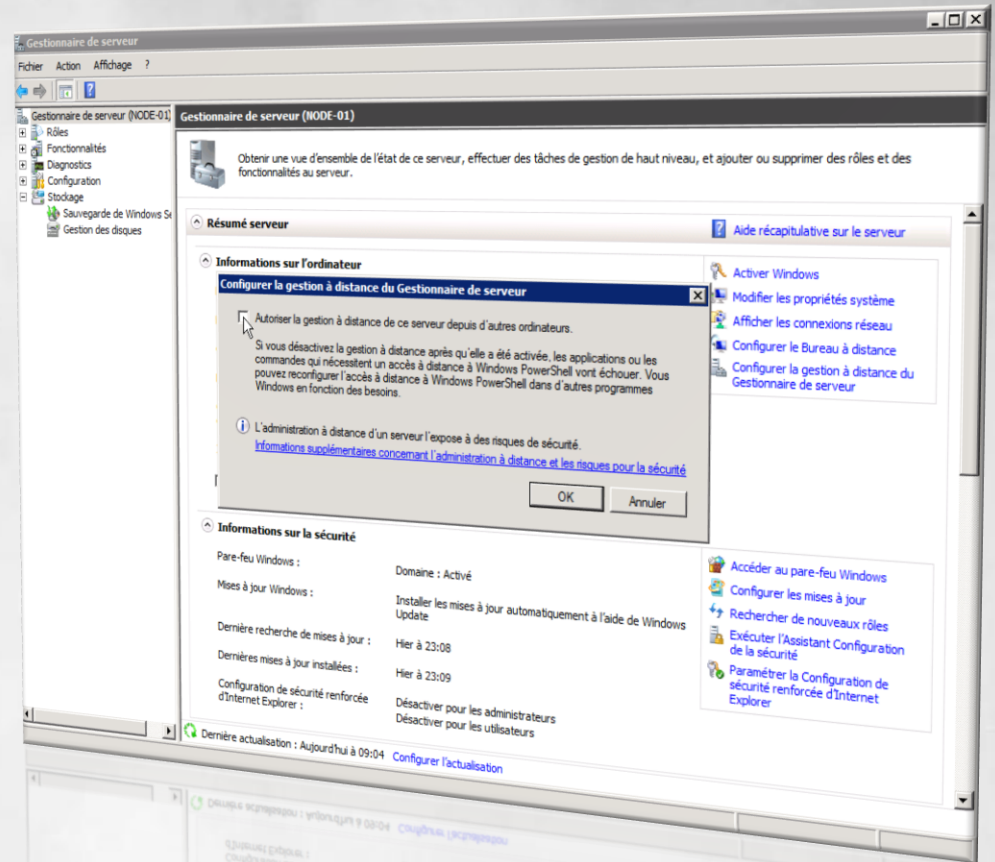 Gestionnaire de serveur
Fichier Action Affichage ?
Gestionnaire de serveur (NODE-01)
Rôles
Fonctionnalités
Diagnostics
Configuration
Stockage
Sauvegarde de Windows Se
Gestion des disques
Gestionnaire de serveur (NODE-01)
Obtenir une vue d'ensemble de l'état de ce serveur, effectuer des tâches de gestion de haut niveau, et ajouter ou supprimer des rôles et des
fonctionnalités au serveur.
Résumé serveur
Aide récapitulative sur le serveur
Informations sur l'ordinateur
Activer Windows
Modifier les propriétés système
Afficher les connexions réseau
Configurer le Bureau à distance
Configurer la gestion à distance du
Gestionnaire de serveur
Configurer la gestion à distance du Gestionnaire de serveur
Autoriser la gestion à distance de ce serveur depuis d'autres ordinateurs.
Si vous désactivez la gestion à distance après qu'elle a été activée, les applications ou les
commandes qui nécessitent un accès à distance à Windows PowerShell vont échouer. Vous
pouvez reconfigurer l'accès à distance à Windows PowerShell dans d'autres programmes
Windows en fonction des besoins.
L'administration à distance d'un serveur l'expose à des risques de sécurité.
Informations supplémentaires concernant l'administration à distance et les risques pour la sécurité
OK
Annuler
Informations sur la sécurité
Pare-feu Windows :
Domaine : Activé
Mises à jour Windows :
Installer les mises à jour automatiquement à l'aide de Windows
Update
Dernière recherche de mises à jour :
Hier à 23:08
Dernières mises à jour installées :
Hier à 23:09
Configuration de sécurité renforcée
d'Internet Explorer :
Désactiver pour les administrateurs
Désactiver pour les utilisateurs
Accéder au pare-feu Windows
Configurer les mises à jour
Rechercher de nouveaux rôles
Exécuter l'Assistant Configuration
de la sécurité
Paramétrer la Configuration de
sécurité renforcée d'Internet
Explorer
Dernière actualisation : Aujourd'hui à 09:04 Configurer l'actualisation